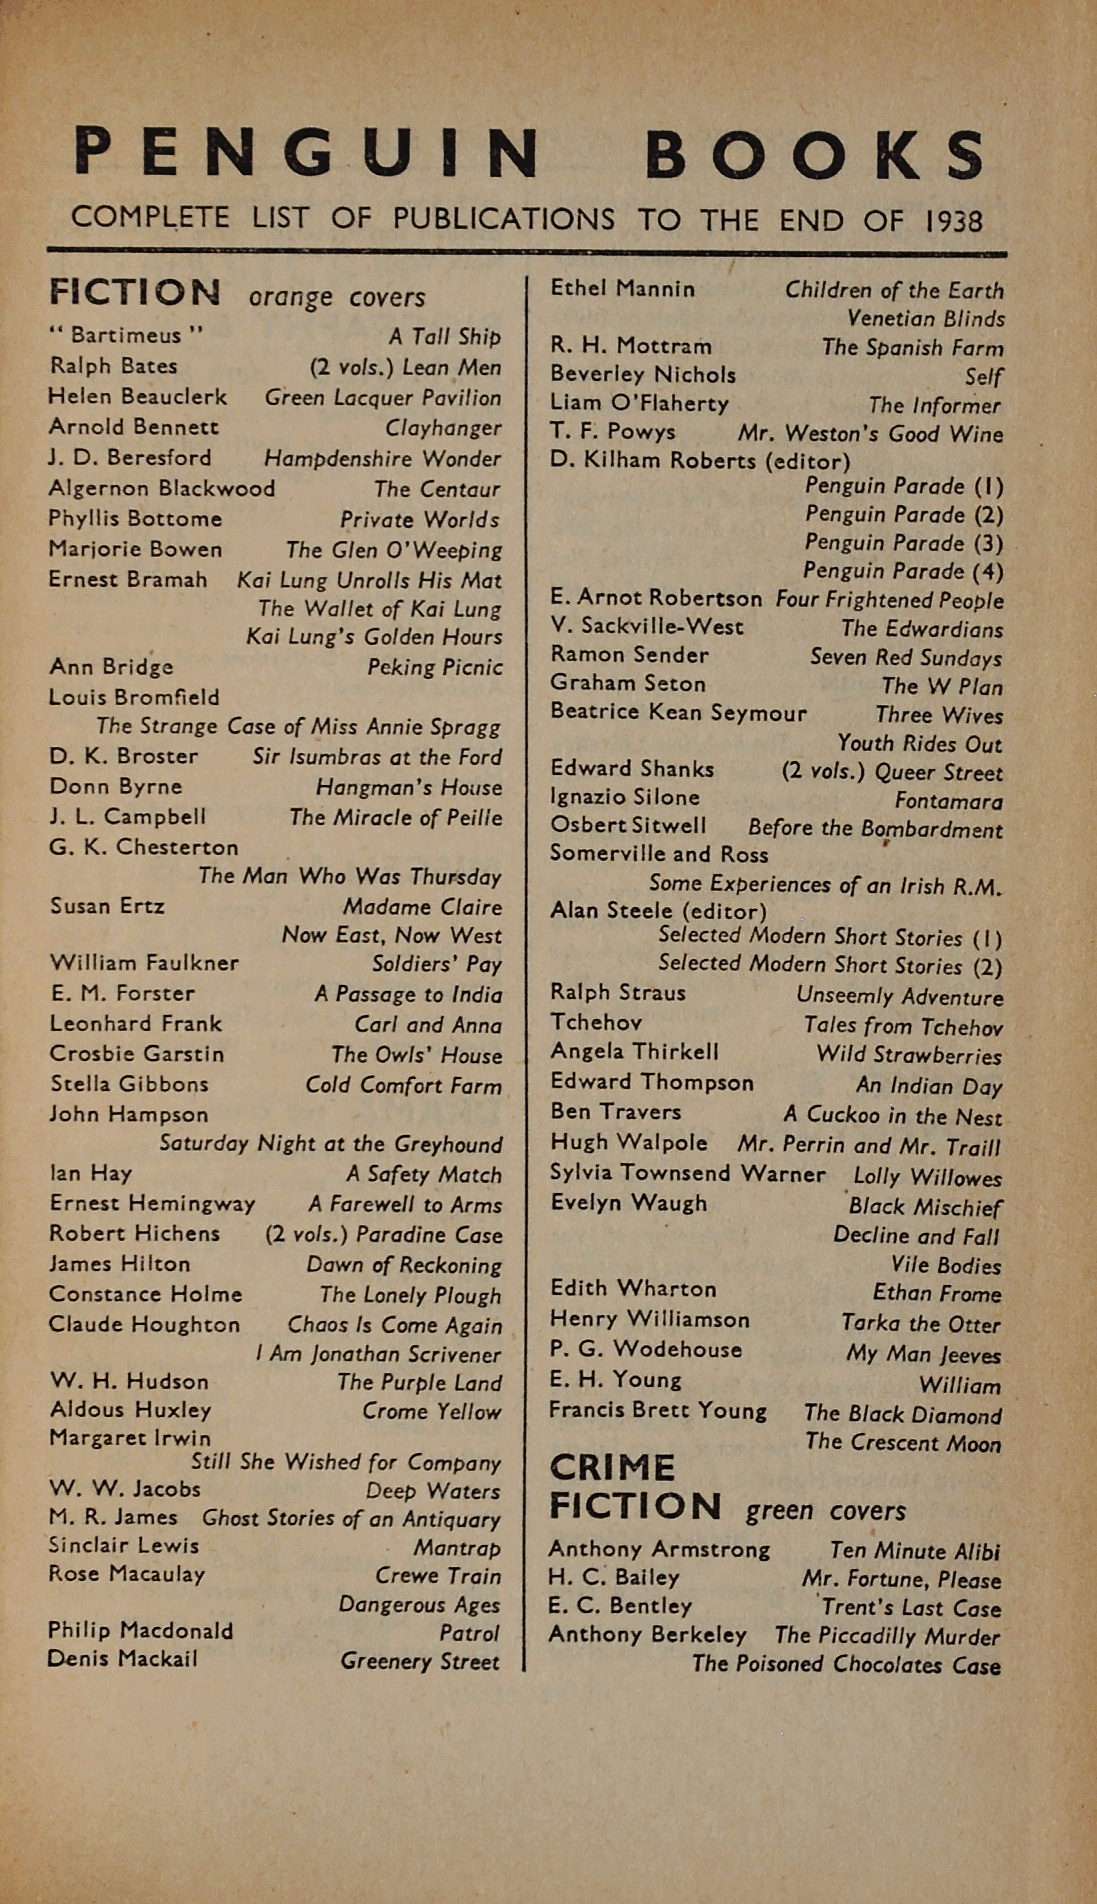 PENGUIN BOOKS
COMPLETE LIST OF PUBLICATIONS TO THE END OF 1938
FICTION orange covers
“ Bartimeus ” A Tall Ship
Ralph Bates (2 vols.) Lean Men
Helen Beauclerk Green Lacquer Pavilion
Arnold Bennett Clayhanger
J. D. Beresford Hampdenshire Wonder
Algernon Blackwood The Centaur
Phyllis Bottome Private Worlds
Marjorie Bowen The Glen O'Weeping
Ernest Bramah Kai Lung Unrolls His Mat
The Wallet of Kai Lung
Kai Lung's Golden Hours
Ann Bridge Peking Picnic
Louis Bromfield
The Strange Case of Miss Annie Spragg
D. K. Broster Sir Isumbras at the Ford
Donn Byrne Hangman's House
J. L. Campbell The Miracle of Peille
G. K. Chesterton
The Man Who Was Thursday
Susan Ertz Madame Claire
Now East, Now West
William Faulkner Soldiers' Pay
E. M. Forster A Passage to India
Leonhard Frank Carl and Anna
Crosbie Garstin The Owls' House
Stella Gibbons Cold Comfort Farm
John Hampson
Saturday Night at the Greyhound
Ian Hay A Safety Match
Ernest Hemingway A Farewell to Arms
Robert Hichens (2 vols.) Paradine Case
James Hilton Dawn of Reckoning
Constance Holme The Lonely Plough
Claude Houghton Chaos Is Come Again
I Am Jonathan Scrivener
W. H. Hudson The Purple Land
Aldous Huxley Crome Yellow
Margaret Irwin
Still She Wished for Company
W. W. Jacobs Deep Waters
M. R. James Ghost Stories of an Antiquary
Sinclair Lewis Mantrap
Rose Macaulay Crewe Train
Dangerous Ages
Philip Macdonald Patrol
Denis Mackail Greenery Street
Ethel Mannin Children of the Earth
Venetian Blinds
R. H. Mottram The Spanish Farm
Beverley Nichols Self
Liam O'Flaherty The Informer
T. F. Powys Mr. Weston's Good Wine
D. Kilham Roberts (editor)
Penguin Parade (1)
Penguin Parade (2)
Penguin Parade (3)
Penguin Parade (4)
E. Arnot Robertson Four Frightened People
V. Sackville-West The Edwardians
Ramon Sender Seven Red Sundays
Graham Seton The W Plan
Beatrice Kean Seymour Three Wives
Youth Rides Out
Edward Shanks (2 vols.) Queer Street
Ignazio Silone Fontamara
Osbert Sitwell Before the Bombardment
Somerville and Ross
Some Experiences of an Irish R.M.
Alan Steele (editor)
Selected Modern Short Stories (1)
Selected Modern Short Stories (2)
Ralph Straus Unseemly Adventure
Tchehov Tales from Tchehov
Angela Thirkell Wild Strawberries
Edward Thompson An Indian Day
Ben Travers A Cuckoo in the Nest
Hugh Walpole Mr. Perrin and Mr. Traill
Sylvia Townsend Warner Lolly Willowes
Evelyn Waugh Black Mischief
Decline and Fall
Vile Bodies
Edith Wharton Ethan Frome
Henry Williamson Tarka the Otter
P. G. Wodehouse My Man Jeeves
E. H. Young William
Francis Brett Young The Black Diamond
The Crescent Moon
CRIME
FICTION green covers
Anthony Armstrong Ten Minute Alibi
H. C. Bailey Mr. Fortune, Please
E. C. Bentley Trent's Last Case
Anthony Berkeley The Piccadilly Murder
The Poisoned Chocolates Case